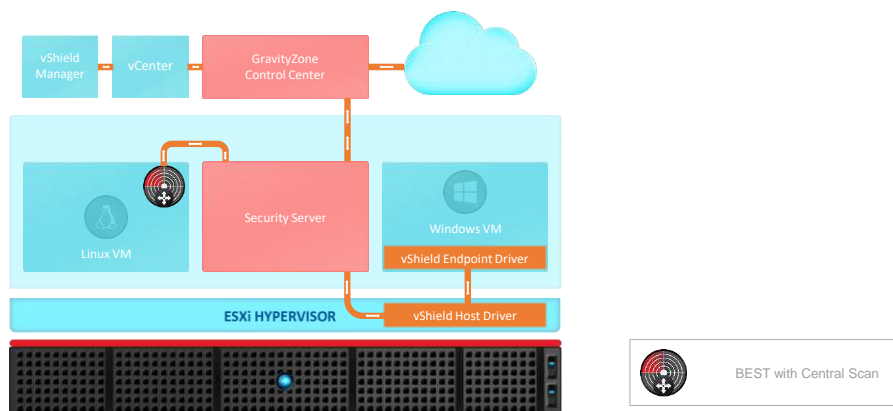 vShield
Manager
vCenter
GravityZone
Control Center
Linux VM
Security Server
Windows VM
vShield Endpoint Driver
ESXi HYPERVISOR
vShield Host Driver
BEST with Central Scan